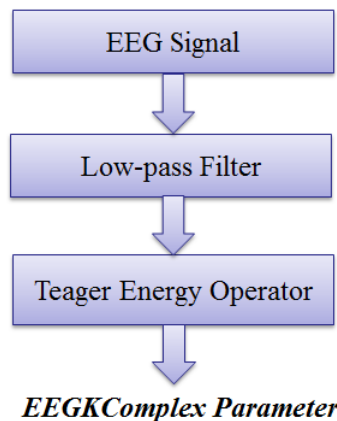 EEG Signal
Low-pass Filter
Teager Energy Operator
EEGKComplex Parameter